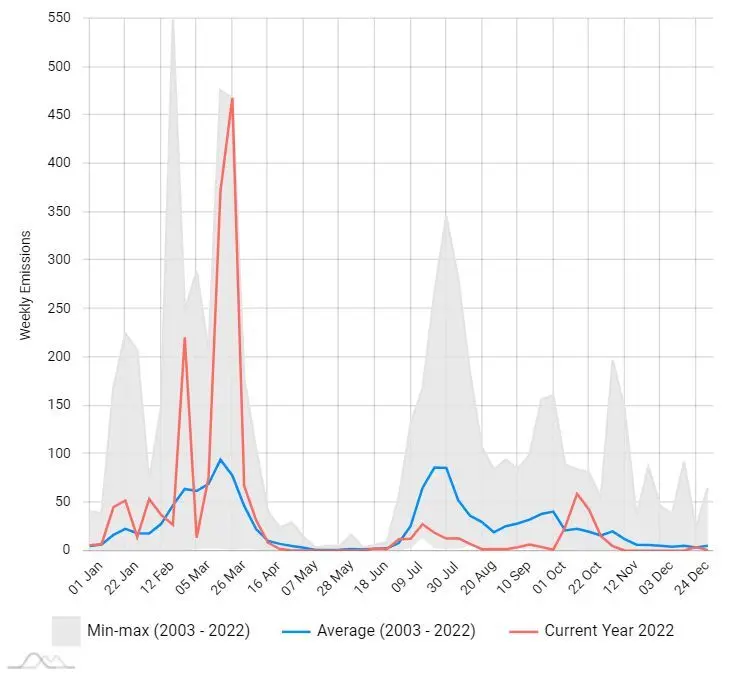 550
500
450
400
350
300
250
200
150
100
50
0
Weekly Emissions
01 Jan
22 Jan
12 Feb
05 Mar
26 Mar
16 Apr
07 May
28 May
18 Jun
09 Jul
30 Jul
20 Aug
10 Sep
01 Oct
22 Oct
12 Nov
03 Dec
24 Dec
Min-max (2003 - 2022)
Average (2003 - 2022)
Current Year 2022